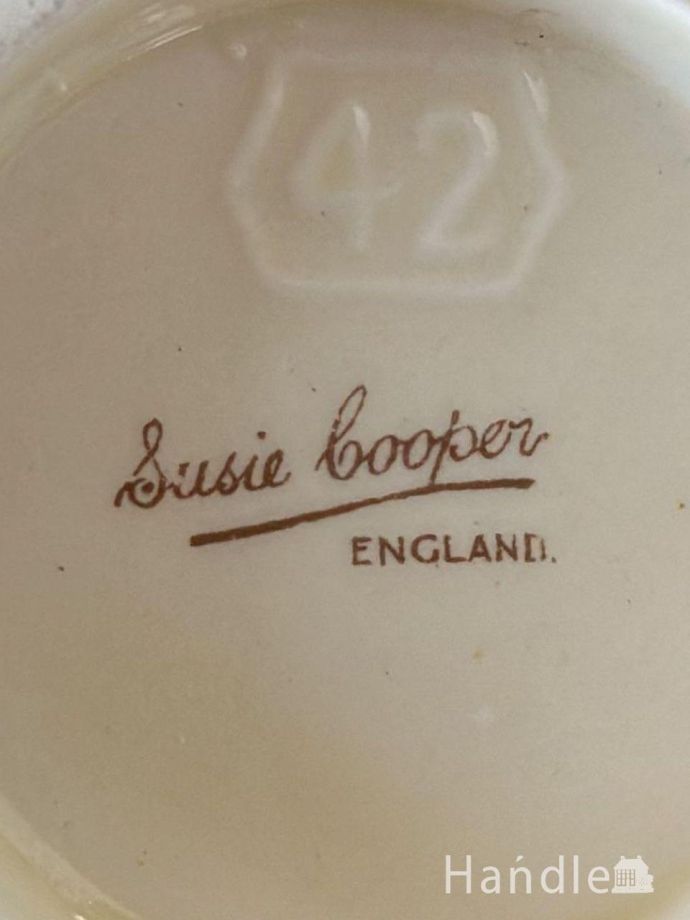 42
Susie Cooper
ENGLAND.
Handle